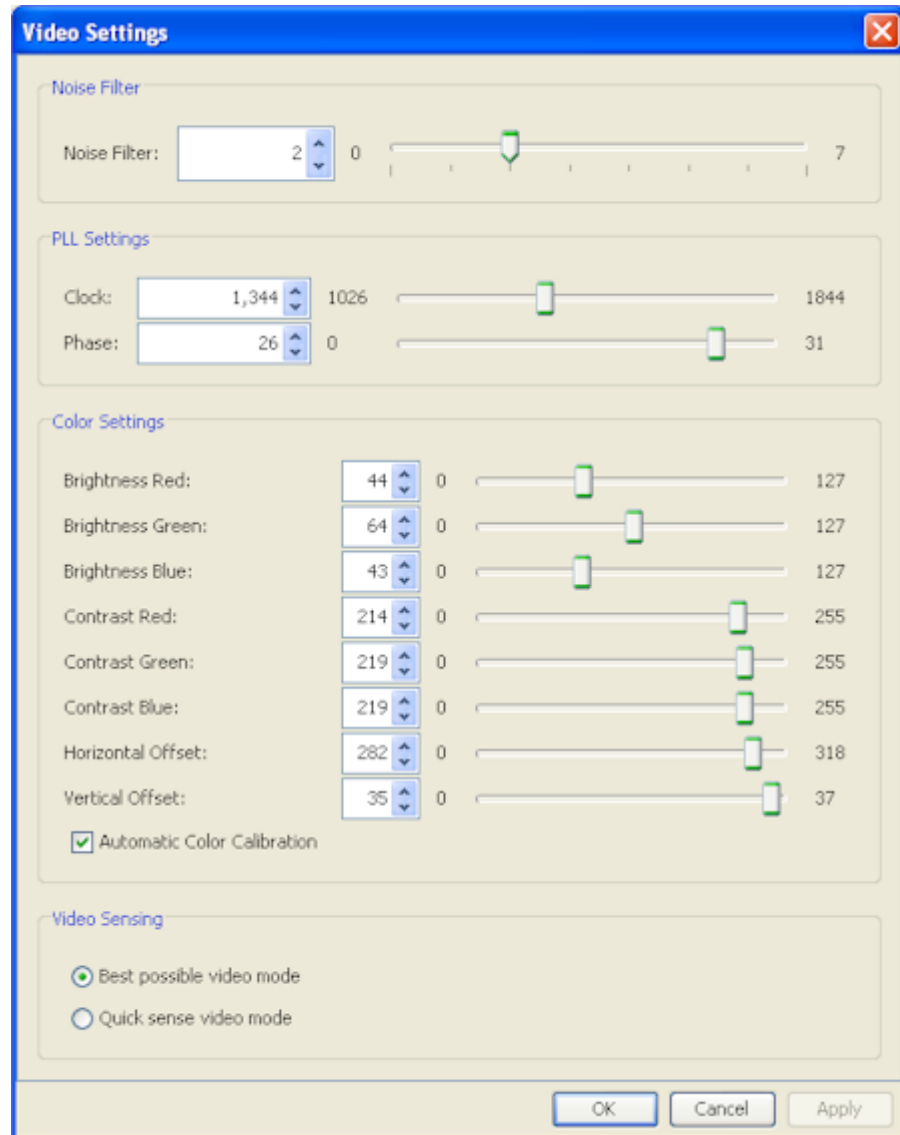 Video Settings
Noise Filter
Noise Filter: 2 0 7
PLL Settings
Clock: 1,344 1026 1844
Phase: 26 0 31
Color Settings
Brightness Red: 44 0 127
Brightness Green: 64 0 127
Brightness Blue: 43 0 127
Contrast Red: 214 0 255
Contrast Green: 219 0 255
Contrast Blue: 219 0 255
Horizontal Offset: 282 0 318
Vertical Offset: 35 0 37
Automatic Color Calibration
Video Sensing
Best possible video mode
Quick sense video mode
OK Cancel Apply